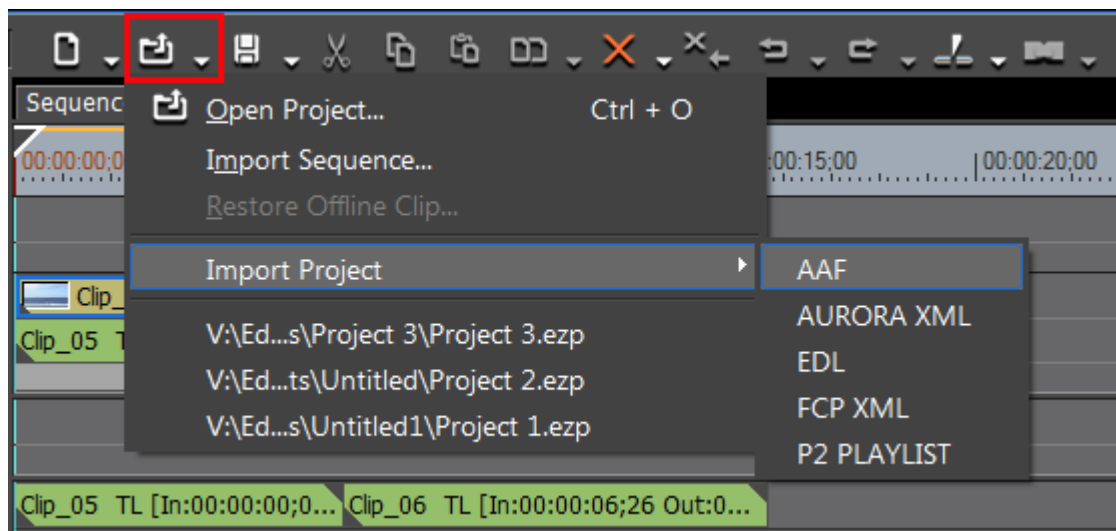 Sequenc
Open Project... Ctrl + O
00:00:00;0
Import Sequence...
:00:15;00
00:00:20;00
Restore Offline Clip...
Import Project
AAF
AURORA XML
EDL
FCP XML
P2 PLAYLIST
Clip_
Clip_05 T
V:\Ed...s\Project 3\Project 3.ezp
V:\Ed...ts\Untitled\Project 2.ezp
V:\Ed...s\Untitled1\Project 1.ezp
Clip_05 TL [In:00:00:00;0...
Clip_06 TL [In:00:00:06;26 Out:0...